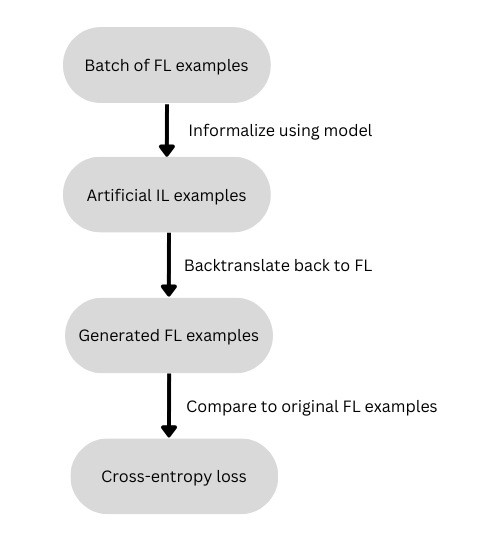 Batch of FL examples
Informalize using model
Artificial IL examples
Backtranslate back to FL
Generated FL examples
Compare to original FL examples
Cross-entropy loss